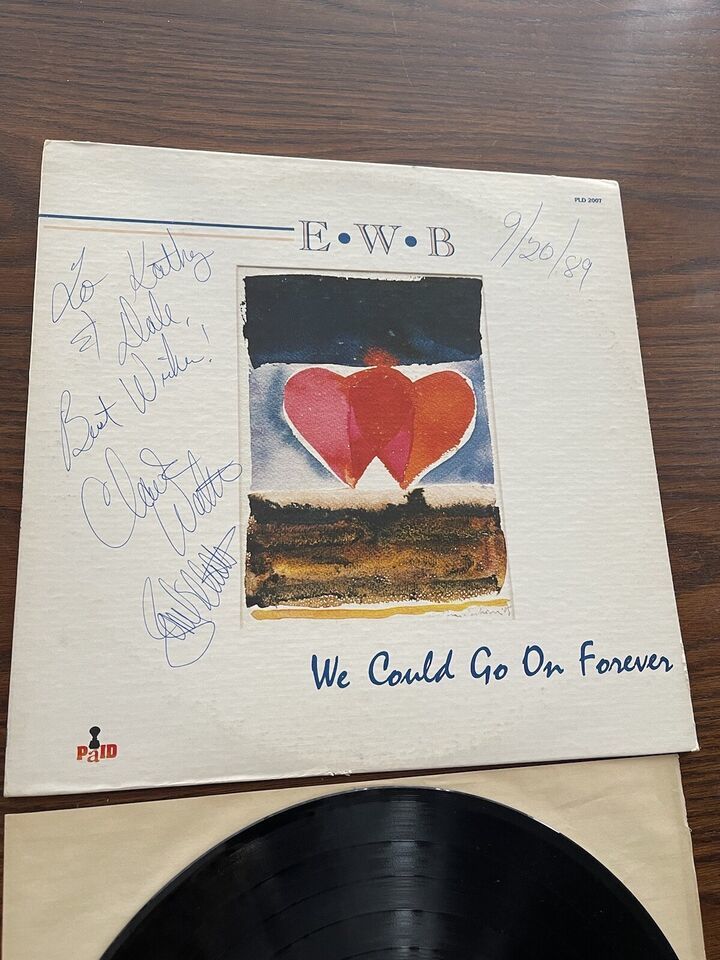 PLD 2007
E•W•B
9/20/89
To Kathy
& Dale,
Best Wishes!
We Could Go On Forever
PaID